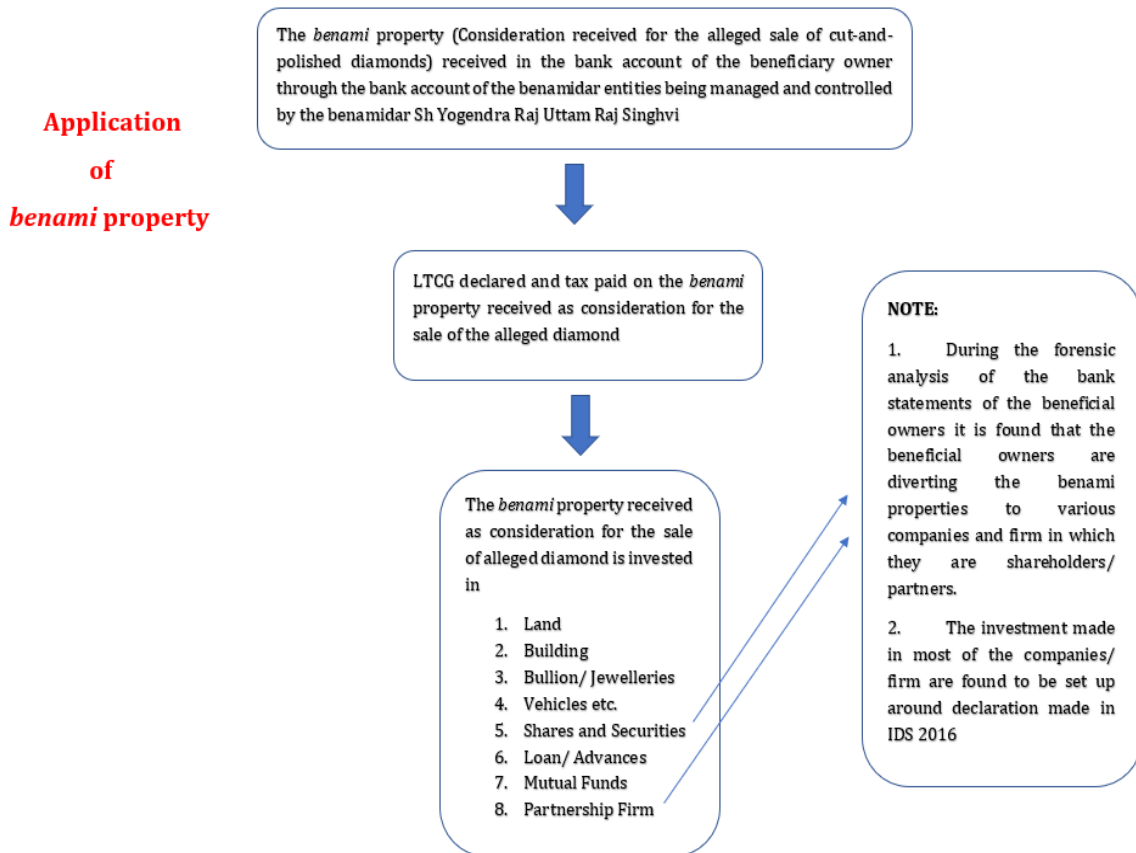 Application
of
benami property
The benami property (Consideration received for the alleged sale of cut-and-
polished diamonds) received in the bank account of the beneficiary owner
through the bank account of the benamidar entities being managed and controlled
by the benamidar Sh Yogendra Raj Uttam Raj Singhvi
LTCG declared and tax paid on the benami
property received as consideration for the
sale of the alleged diamond
The benami property received
as consideration for the sale
of alleged diamond is invested
in
1. Land
2. Building
3. Bullion/ Jewelleries
4. Vehicles etc.
5. Shares and Securities
6. Loan/ Advances
7. Mutual Funds
8. Partnership Firm
NOTE:
1. During the forensic
analysis of the bank
statements of the beneficial
owners it is found that the
beneficial owners are
diverting the benami
properties to various
companies and firm in which
they are shareholders/
partners.
2. The investment made
in most of the companies/
firm are found to be set up
around declaration made in
IDS 2016